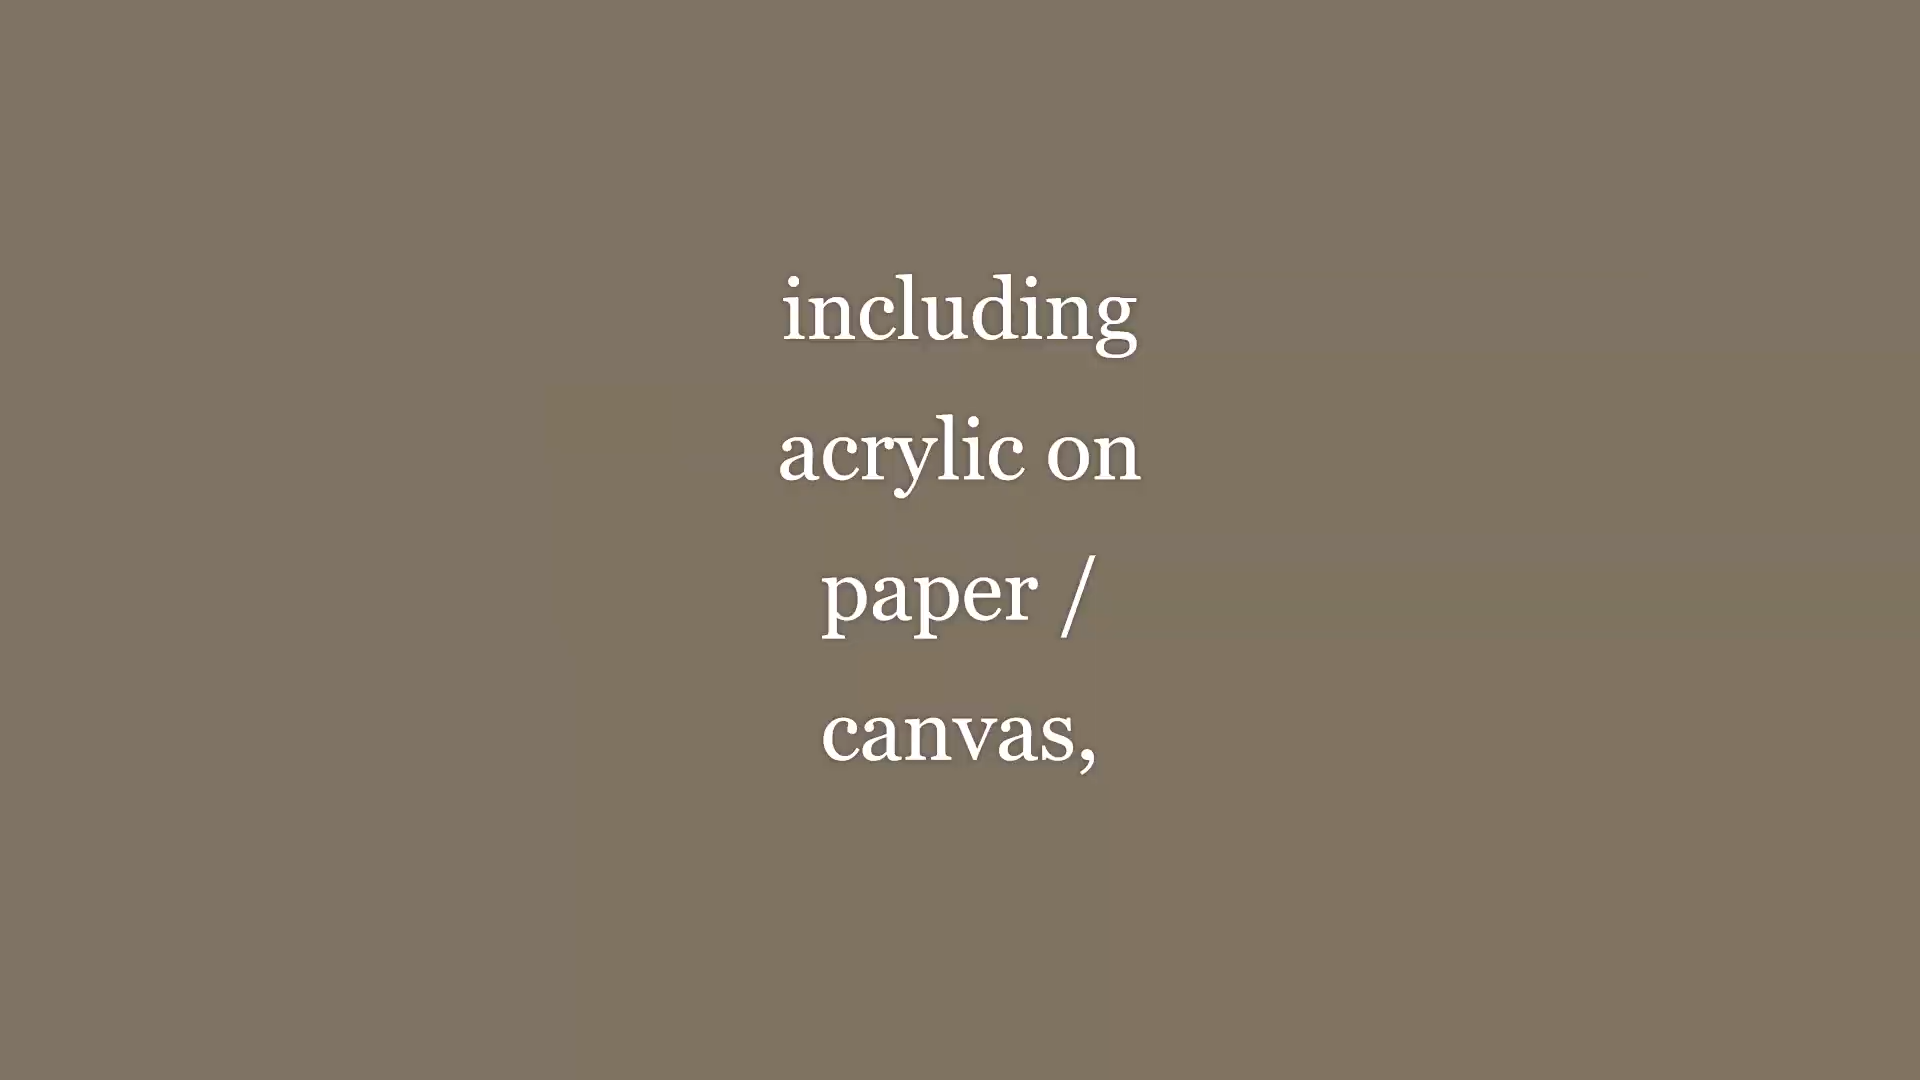 including
acrylic on
paper /
canvas,